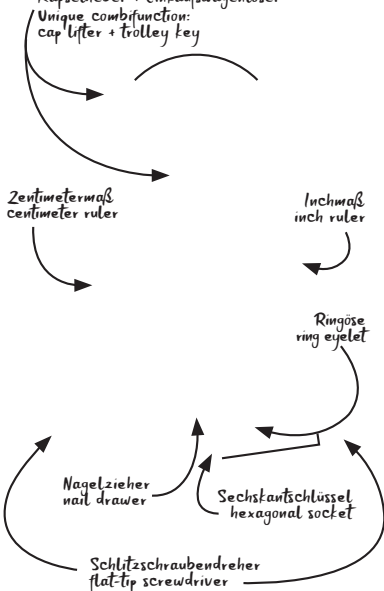 Unique combifunction:
cap lifter + trolley key
Zentimetermaß
centimeter ruler
Inchmaß
inch ruler
Ringöse
ring eyelet
Nagelzieher
nail drawer
Sechskantschlüssel
hexagonal socket
Schlitzschraubendreher
flat-tip screwdriver